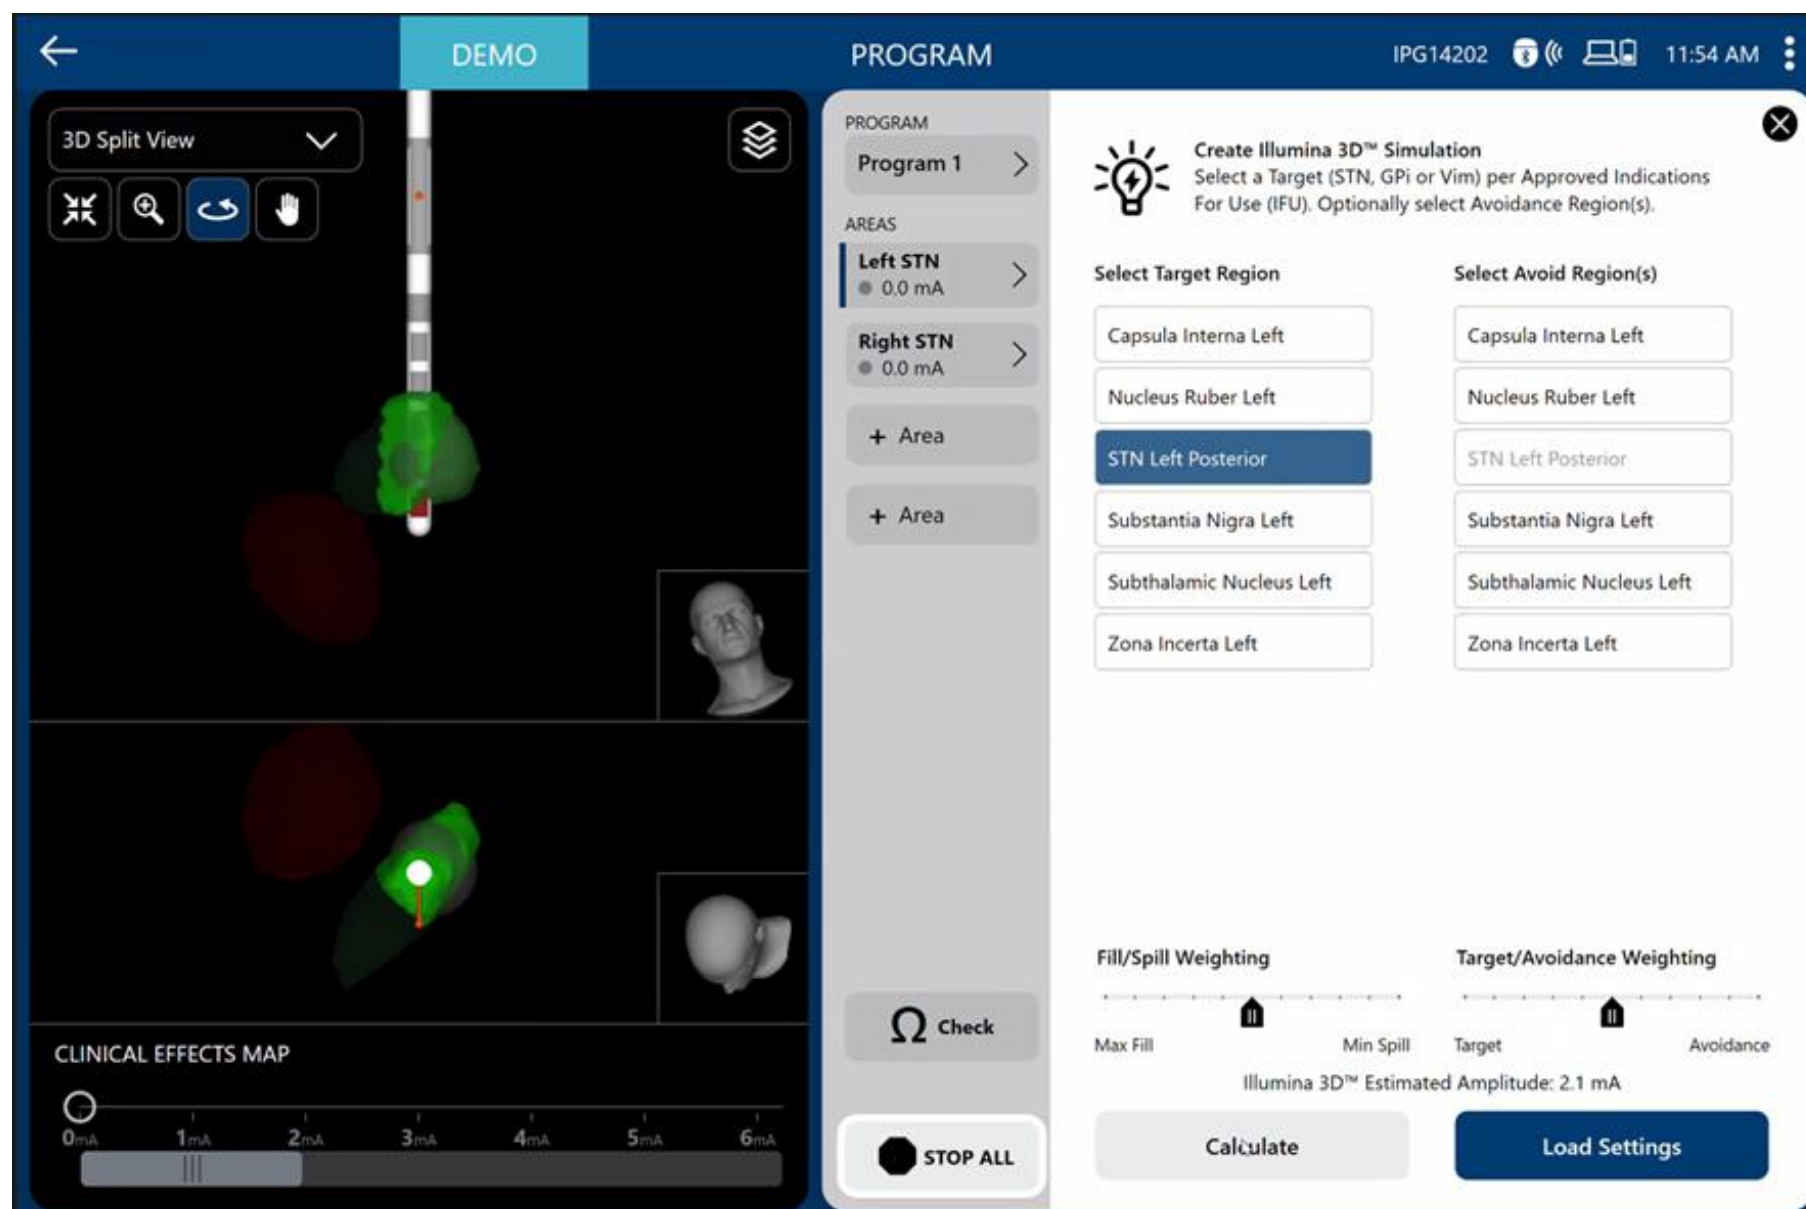 DEMO
PROGRAM
IPG14202
11:54 AM
3D Split View
CLINICAL EFFECTS MAP
0mA 1mA 2mA 3mA 4mA 5mA 6mA
PROGRAM
Program 1
AREAS
Left STN
0.0 mA
Right STN
0.0 mA
+ Area
+ Area
Ω Check
STOP ALL
Create Illumina 3D™ Simulation
Select a Target (STN, GPi or Vim) per Approved Indications
For Use (IFU). Optionally select Avoidance Region(s).
Select Target Region
Capsula Interna Left
Nucleus Ruber Left
STN Left Posterior
Substantia Nigra Left
Subthalamic Nucleus Left
Zona Incerta Left
Select Avoid Region(s)
Capsula Interna Left
Nucleus Ruber Left
STN Left Posterior
Substantia Nigra Left
Subthalamic Nucleus Left
Zona Incerta Left
Fill/Spill Weighting
Max Fill Min Spill
Target/Avoidance Weighting
Target Avoidance
Illumina 3D™ Estimated Amplitude: 2.1 mA
Calculate
Load Settings